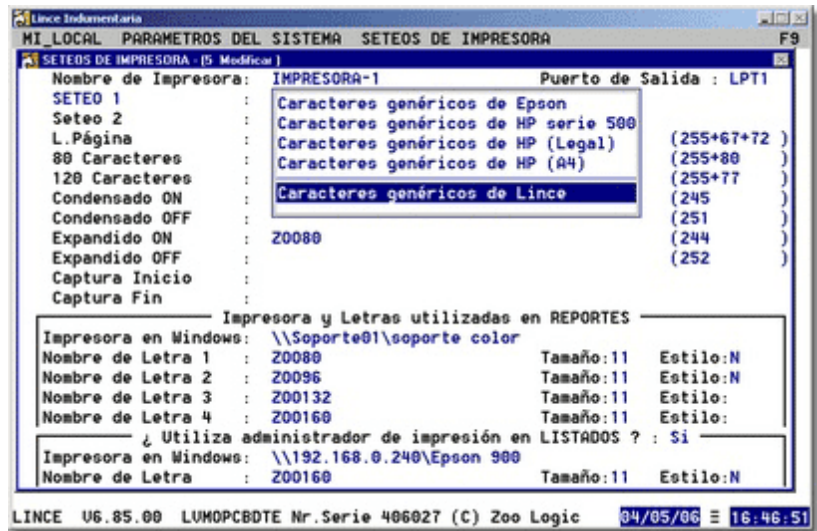 Lince Indumentaria
MI_LOCAL PARAMETROS DEL SISTEMA SETEOS DE IMPRESORA F9
SETEOS DE IMPRESORA - (5 Modificar)
Nombre de Impresora: IMPRESORA-1 Puerto de Salida : LPT1
SETEO 1 :
Caracteres genéricos de Epson
Seteo 2 :
Caracteres genéricos de HP serie 500
L.Página : (255+67+72 )
Caracteres genéricos de HP (Legal)
80 Caracteres : (255+80 )
Caracteres genéricos de HP (A4)
120 Caracteres : (255+77 )
Condensado ON : (245 )
Caracteres genéricos de Lince
Condensado OFF : (251 )
Expandido ON : ZOO80 (244 )
Expandido OFF : (252 )
Captura Inicio :
Captura Fin :
Impresora y Letras utilizadas en REPORTES
Impresora en Windows: \\Soporte01\soporte color
Nombre de Letra 1 : ZOO80 Tamaño:11 Estilo:N
Nombre de Letra 2 : ZOO96 Tamaño:11 Estilo:N
Nombre de Letra 3 : ZOO132 Tamaño:11 Estilo:
Nombre de Letra 4 : ZOO160 Tamaño:11 Estilo:
¿ Utiliza administrador de impresión en LISTADOS ? : Si
Impresora en Windows: \\192.168.0.240\Epson 900
Nombre de Letra : ZOO160 Tamaño:11 Estilo:N
LINCE V6.85.00 LVMOPCBDTE Nr.Serie 406027 (C) Zoo Logic 04/05/06 Ξ 16:46:51